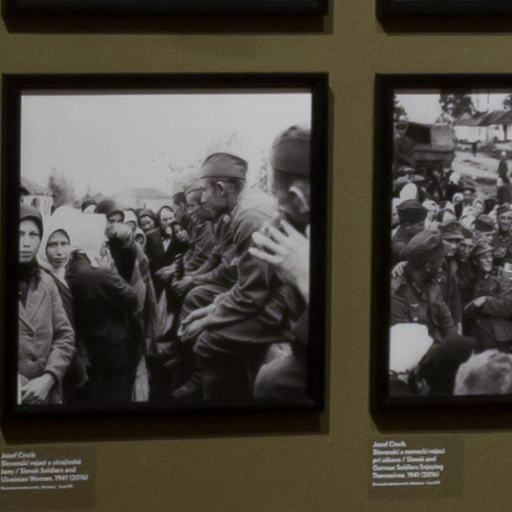 Jozef Cincík
Slovenskí vojaci a ukrajinské
ženy / Slovak Soldiers and
Ukrainian Women. 1941 (2016)
Jozef Cincík
Slovenskí a nemeckí vojaci
pri zábave / Slovak and
German Soldiers Enjoying
Themselves. 1941 (2016)